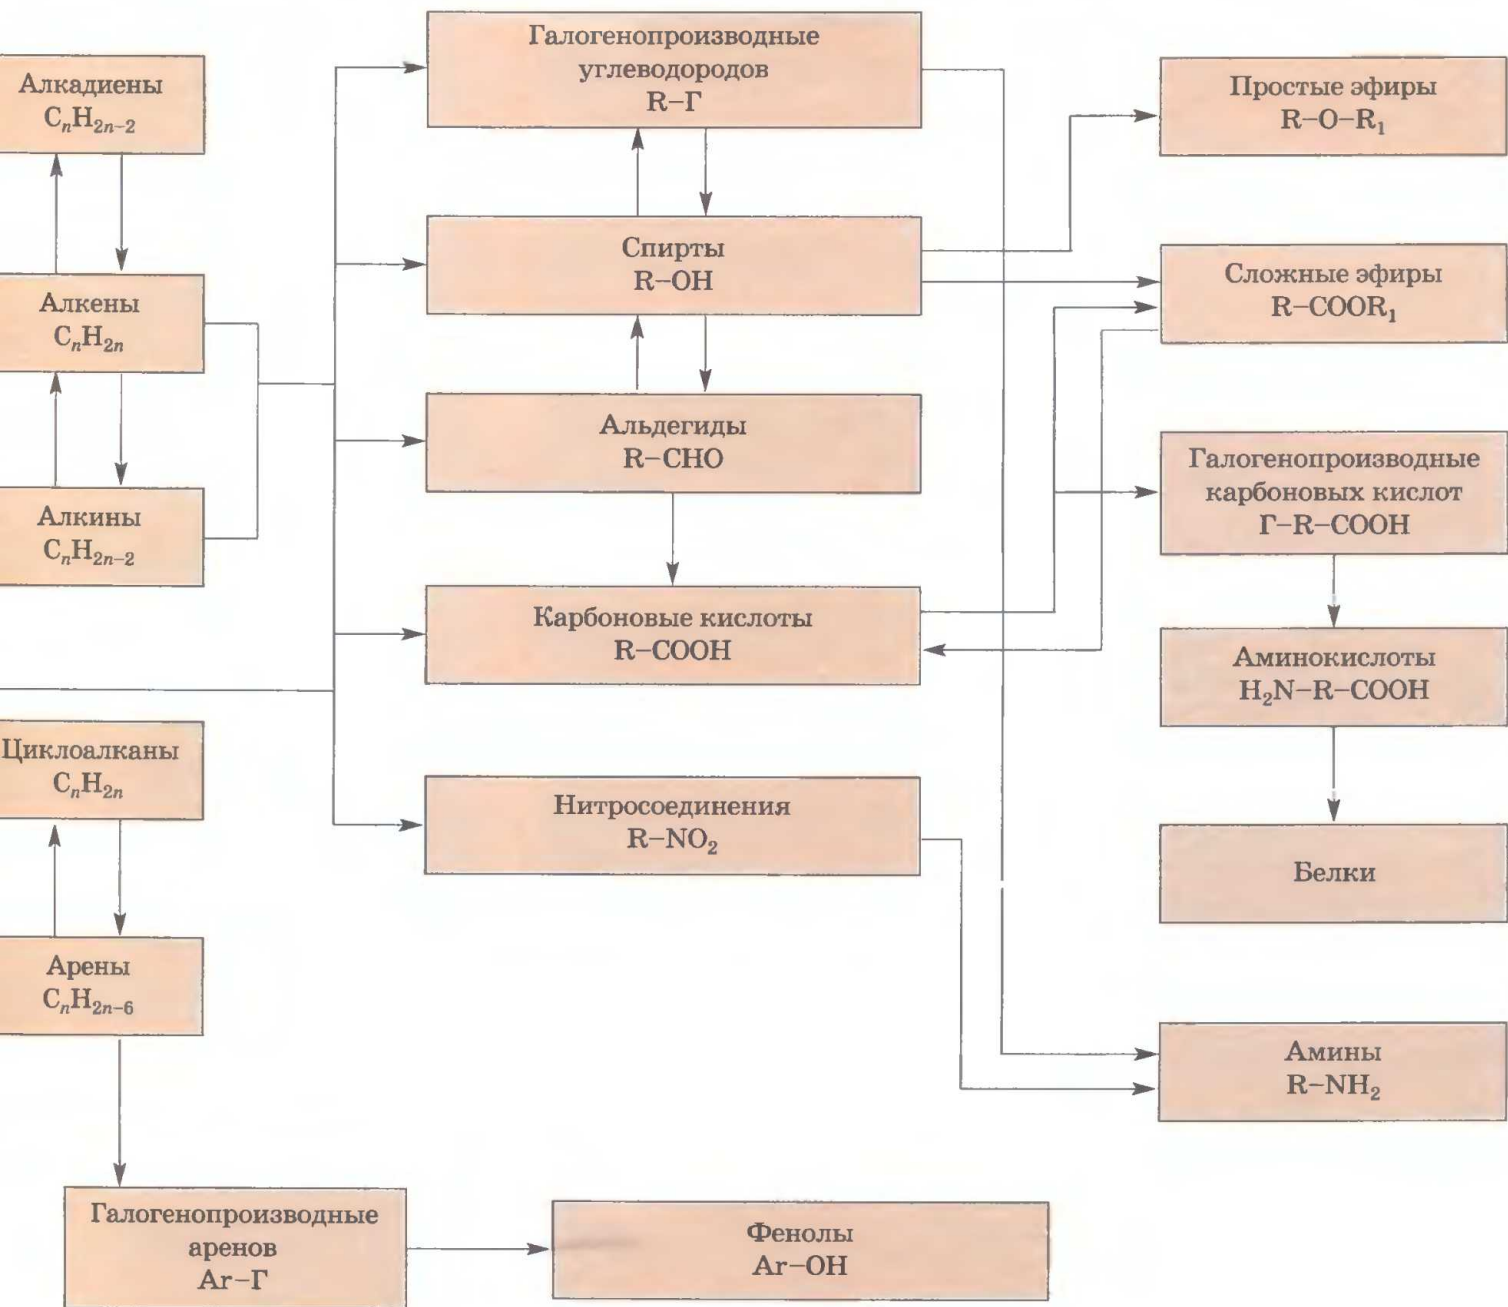 Алкадиены
CₙH₂ₙ₋₂
Алкены
CₙH₂ₙ
Алкины
CₙH₂ₙ₋₂
Циклоалканы
CₙH₂ₙ
Арены
CₙH₂ₙ₋₆
Галогенопроизводные
аренов
Ar–Г
Галогенопроизводные
углеводородов
R–Г
Спирты
R–OH
Альдегиды
R–CHO
Карбоновые кислоты
R–COOH
Нитросоединения
R–NO₂
Фенолы
Ar–OH
Простые эфиры
R–O–R₁
Сложные эфиры
R–COOR₁
Галогенопроизводные
карбоновых кислот
Г–R–COOH
Аминокислоты
H₂N–R–COOH
Белки
Амины
R–NH₂